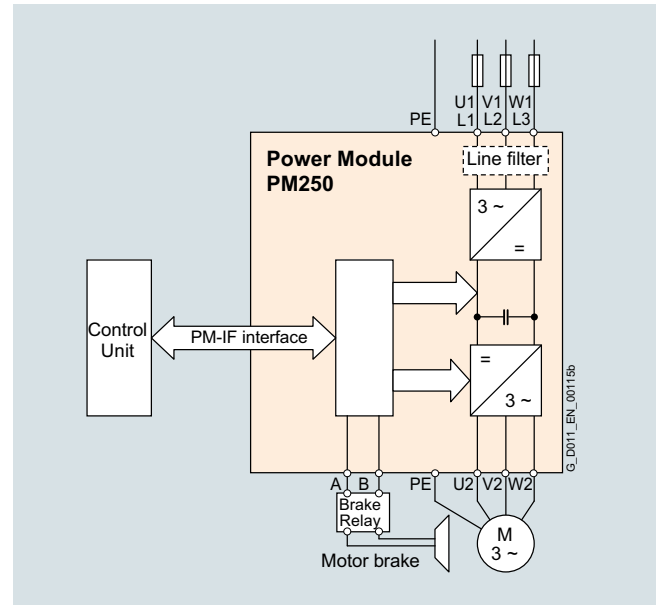 U1 V1 W1
PE L1 L2 L3
Power Module
PM250
Line filter
3 ~
=
Control
Unit
PM-IF interface
=
3 ~
G_D011_EN_00115b
A B PE U2 V2 W2
Brake
Relay
M
3 ~
Motor brake